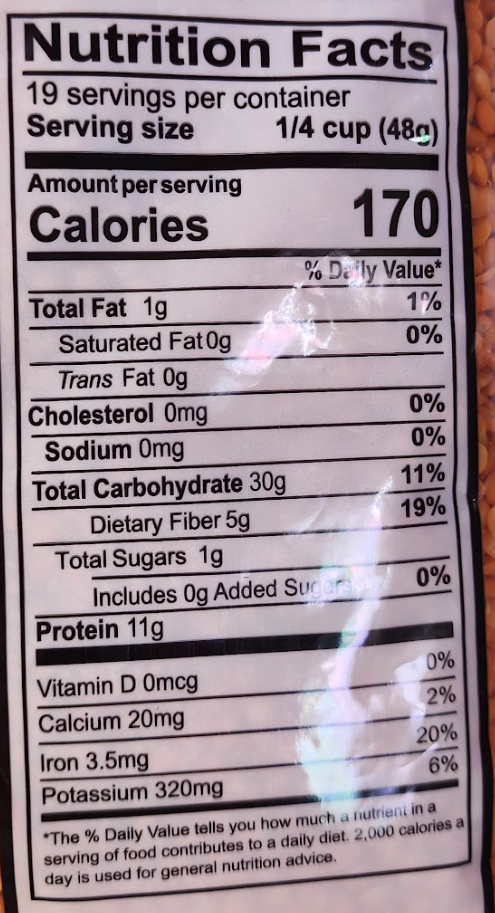 Nutrition Facts
19 servings per container
Serving size 1/4 cup (48g)
Amount per serving
Calories 170
% Daily Value*
Total Fat 1g 1%
Saturated Fat 0g 0%
Trans Fat 0g
Cholesterol 0mg 0%
Sodium 0mg 0%
Total Carbohydrate 30g 11%
Dietary Fiber 5g 19%
Total Sugars 1g
Includes 0g Added Sugars 0%
Protein 11g
Vitamin D 0mcg 0%
Calcium 20mg 2%
Iron 3.5mg 20%
Potassium 320mg 6%
*The % Daily Value tells you how much a nutrient in a
serving of food contributes to a daily diet. 2,000 calories a
day is used for general nutrition advice.